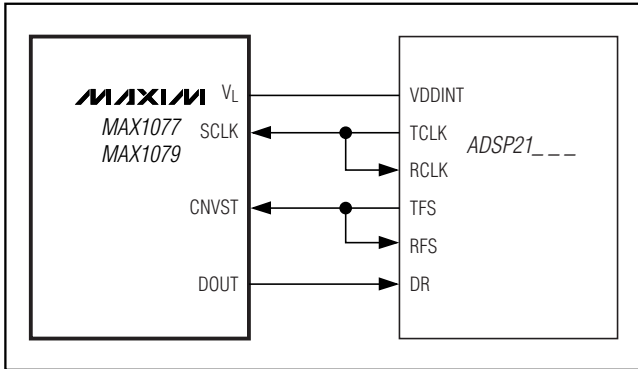 MAXIM
MAX1077
MAX1079
VL
SCLK
CNVST
DOUT
VDDINT
TCLK
RCLK
TFS
RFS
DR
ADSP21_ _ _